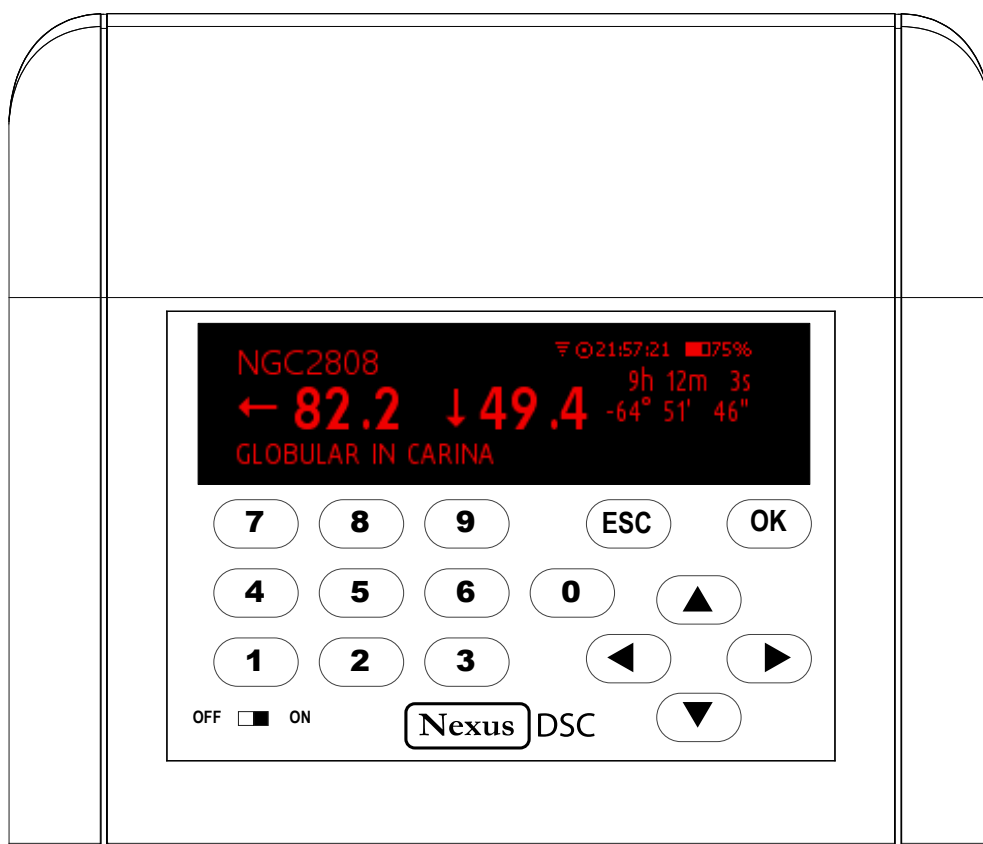 NGC2808
21:57:21 75%
9h 12m 3s
← 82.2 ↓ 49.4
-64° 51' 46"
GLOBULAR IN CARINA
7 8 9 ESC OK
4 5 6 0 ▲
1 2 3 ◀ ▶
OFF ON Nexus DSC ▼